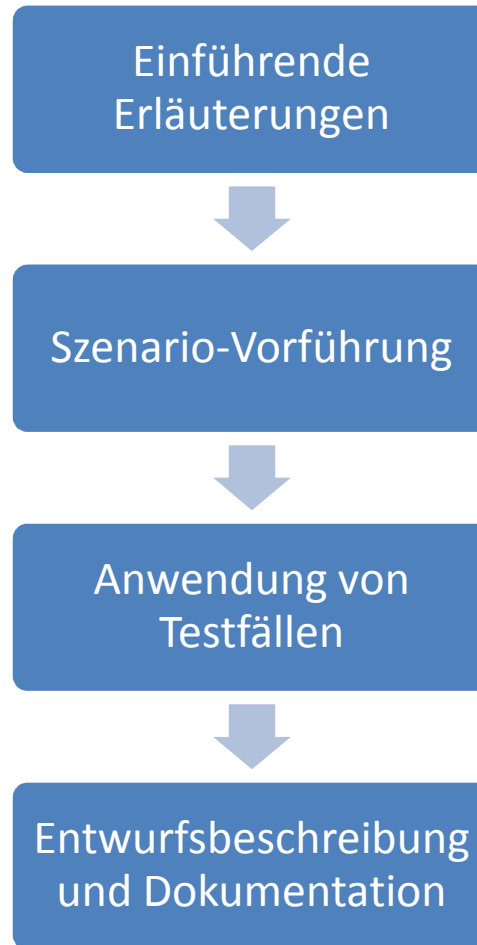 Einführende
Erläuterungen
Szenario-Vorführung
Anwendung von
Testfällen
Entwurfsbeschreibung
und Dokumentation